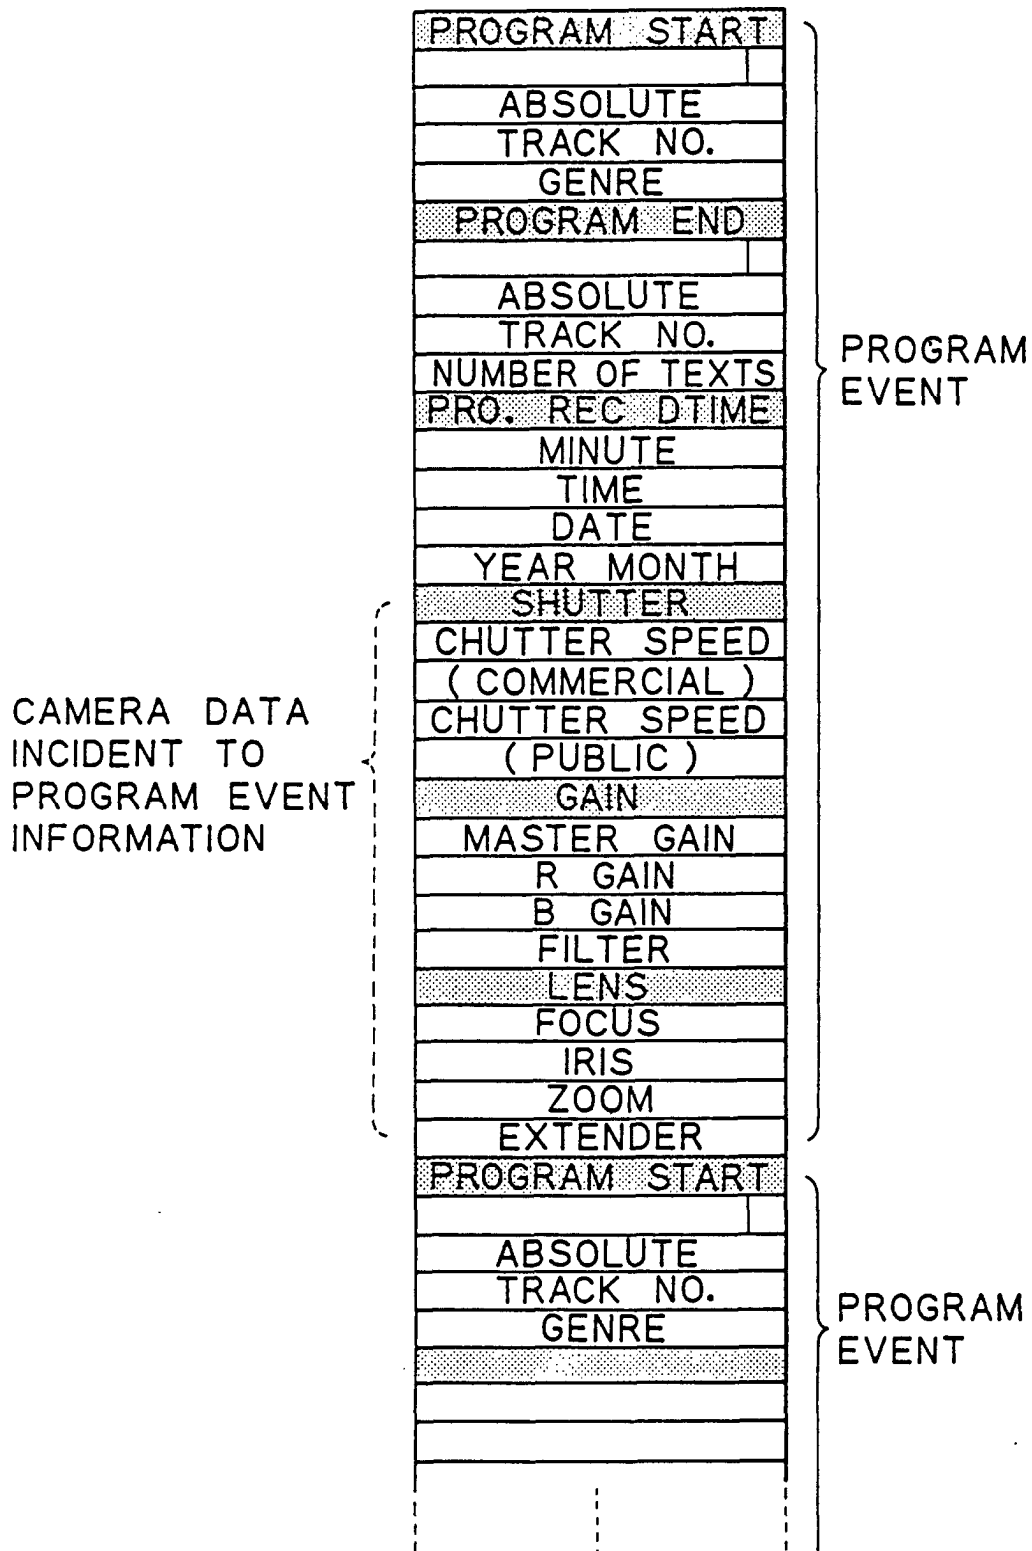 PROGRAM START
ABSOLUTE
TRACK NO.
GENRE
PROGRAM END
ABSOLUTE
TRACK NO.
NUMBER OF TEXTS
PRO. REC DTIME
MINUTE
TIME
DATE
YEAR MONTH
SHUTTER
CHUTTER SPEED
(COMMERCIAL)
CHUTTER SPEED
(PUBLIC)
GAIN
MASTER GAIN
R GAIN
B GAIN
FILTER
LENS
FOCUS
IRIS
ZOOM
EXTENDER
PROGRAM START
ABSOLUTE
TRACK NO.
GENRE
PROGRAM
EVENT
CAMERA DATA
INCIDENT TO
PROGRAM EVENT
INFORMATION
PROGRAM
EVENT